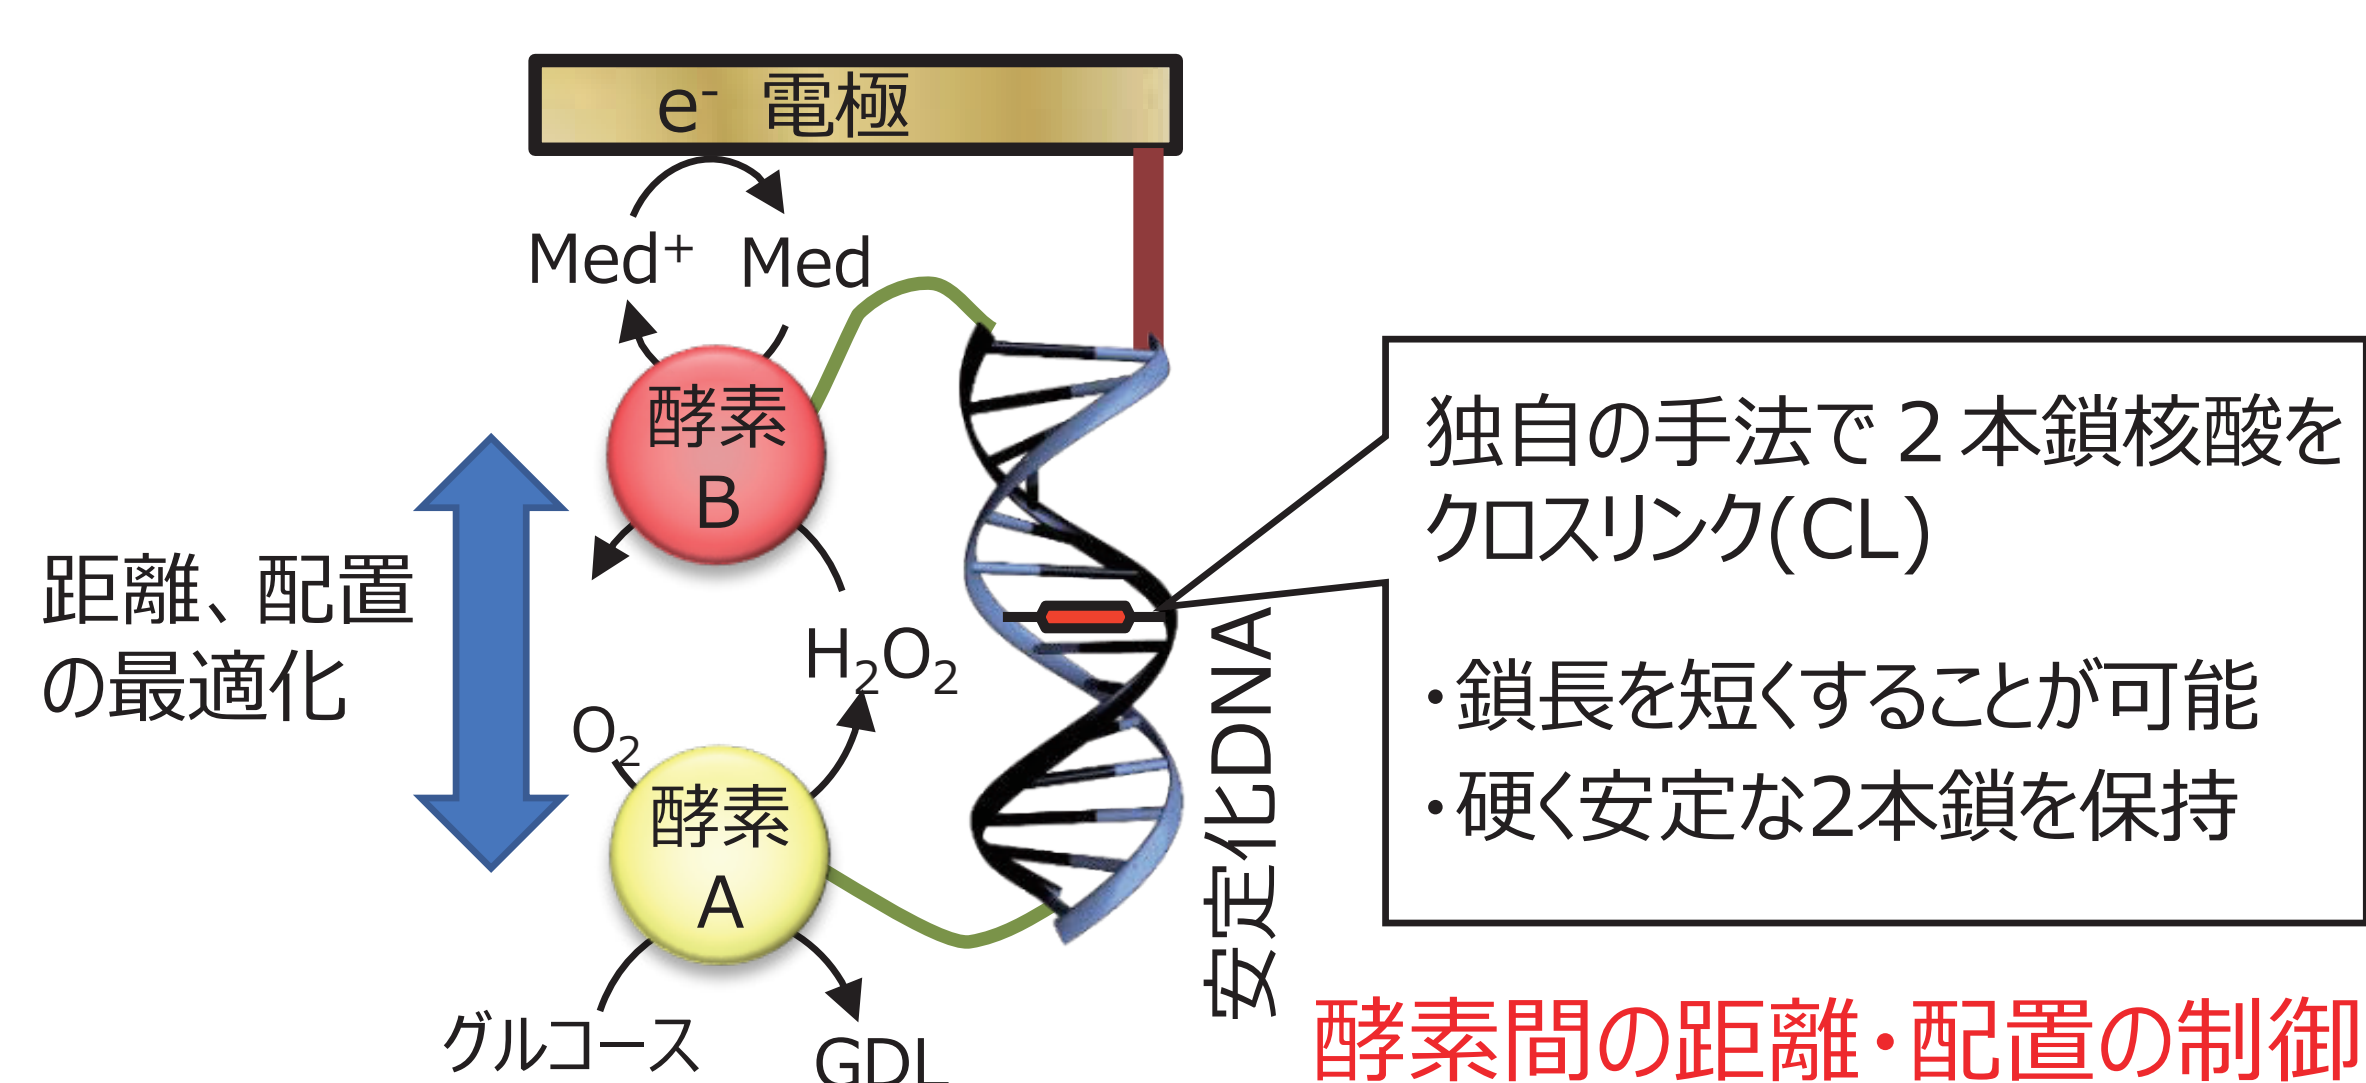 e- 電極
Med+ Med
酵素
B
距離、配置
の最適化
H2O2
O2
酵素
A
グルコース
GDL
安定化DNA
独自の手法で２本鎖核酸を
クロスリンク(CL)
・鎖長を短くすることが可能
・硬く安定な2本鎖を保持
酵素間の距離・配置の制御